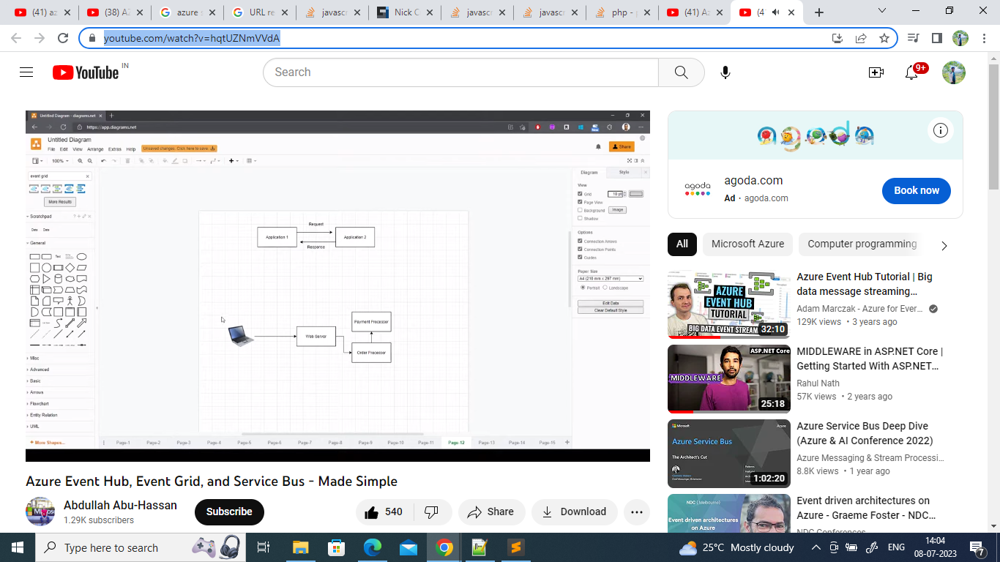 (41) az
(38) AZ
azure s
URL re
javascr
Nick C
javascr
javascr
php - p
(41) Az
(4
youtube.com/watch?v=hqtUZNmVVdA
YouTube IN
Search
9+
Untitled Diagram - diagrams.net
https://app.diagrams.net
Untitled Diagram
File Edit View Arrange Extras Help
Unsaved changes. Click here to save
Share
100%
event grid
More Results
Scratchpad
Data Data
General
Text
Misc
Advanced
Basic
Arrows
Flowchart
Entity Relation
UML
+ More Shapes...
Request
Application 1
Application 2
Response
Payment Processor
Web Server
Order Processor
Diagram Style
View
Grid 10 pt
Page View
Background Image
Shadow
Options
Connection Arrows
Connection Points
Guides
Paper Size
A4 (210 mm x 297 mm)
Portrait Landscape
Edit Data
Clear Default Style
Page-1 Page-2 Page-3 Page-4 Page-5 Page-6 Page-7 Page-8 Page-9 Page-10 Page-11 Page-12 Page-13 Page-14 Page-15
Azure Event Hub, Event Grid, and Service Bus - Made Simple
Abdullah Abu-Hassan
1.29K subscribers
Subscribe
540
Share
Download
agoda
agoda
agoda.com
Ad · agoda.com
Book now
All
Microsoft Azure
Computer programming
AZURE
EVENT HUB
TUTORIAL
BIG DATA EVENT STREAM
32:10
Azure Event Hub Tutorial | Big
data message streaming...
Adam Marczak - Azure for Ever...
129K views • 3 years ago
ASP.NET Core
MIDDLEWARE
25:18
MIDDLEWARE in ASP.NET Core |
Getting Started With ASP.NET...
Rahul Nath
57K views • 2 years ago
Microsoft
Azure
Azure Service Bus
The Architect's Cut
1:02:20
Azure Service Bus Deep Dive
(Azure & AI Conference 2022)
Azure Messaging & Stream Processi...
8.8K views • 1 year ago
NDC { Melbourne }
Event driven architectures
on Azure
Event driven architectures on
Azure - Graeme Foster - NDC...
NDC Conferences
Type here to search
25°C Mostly cloudy
ENG
14:04
08-07-2023
7